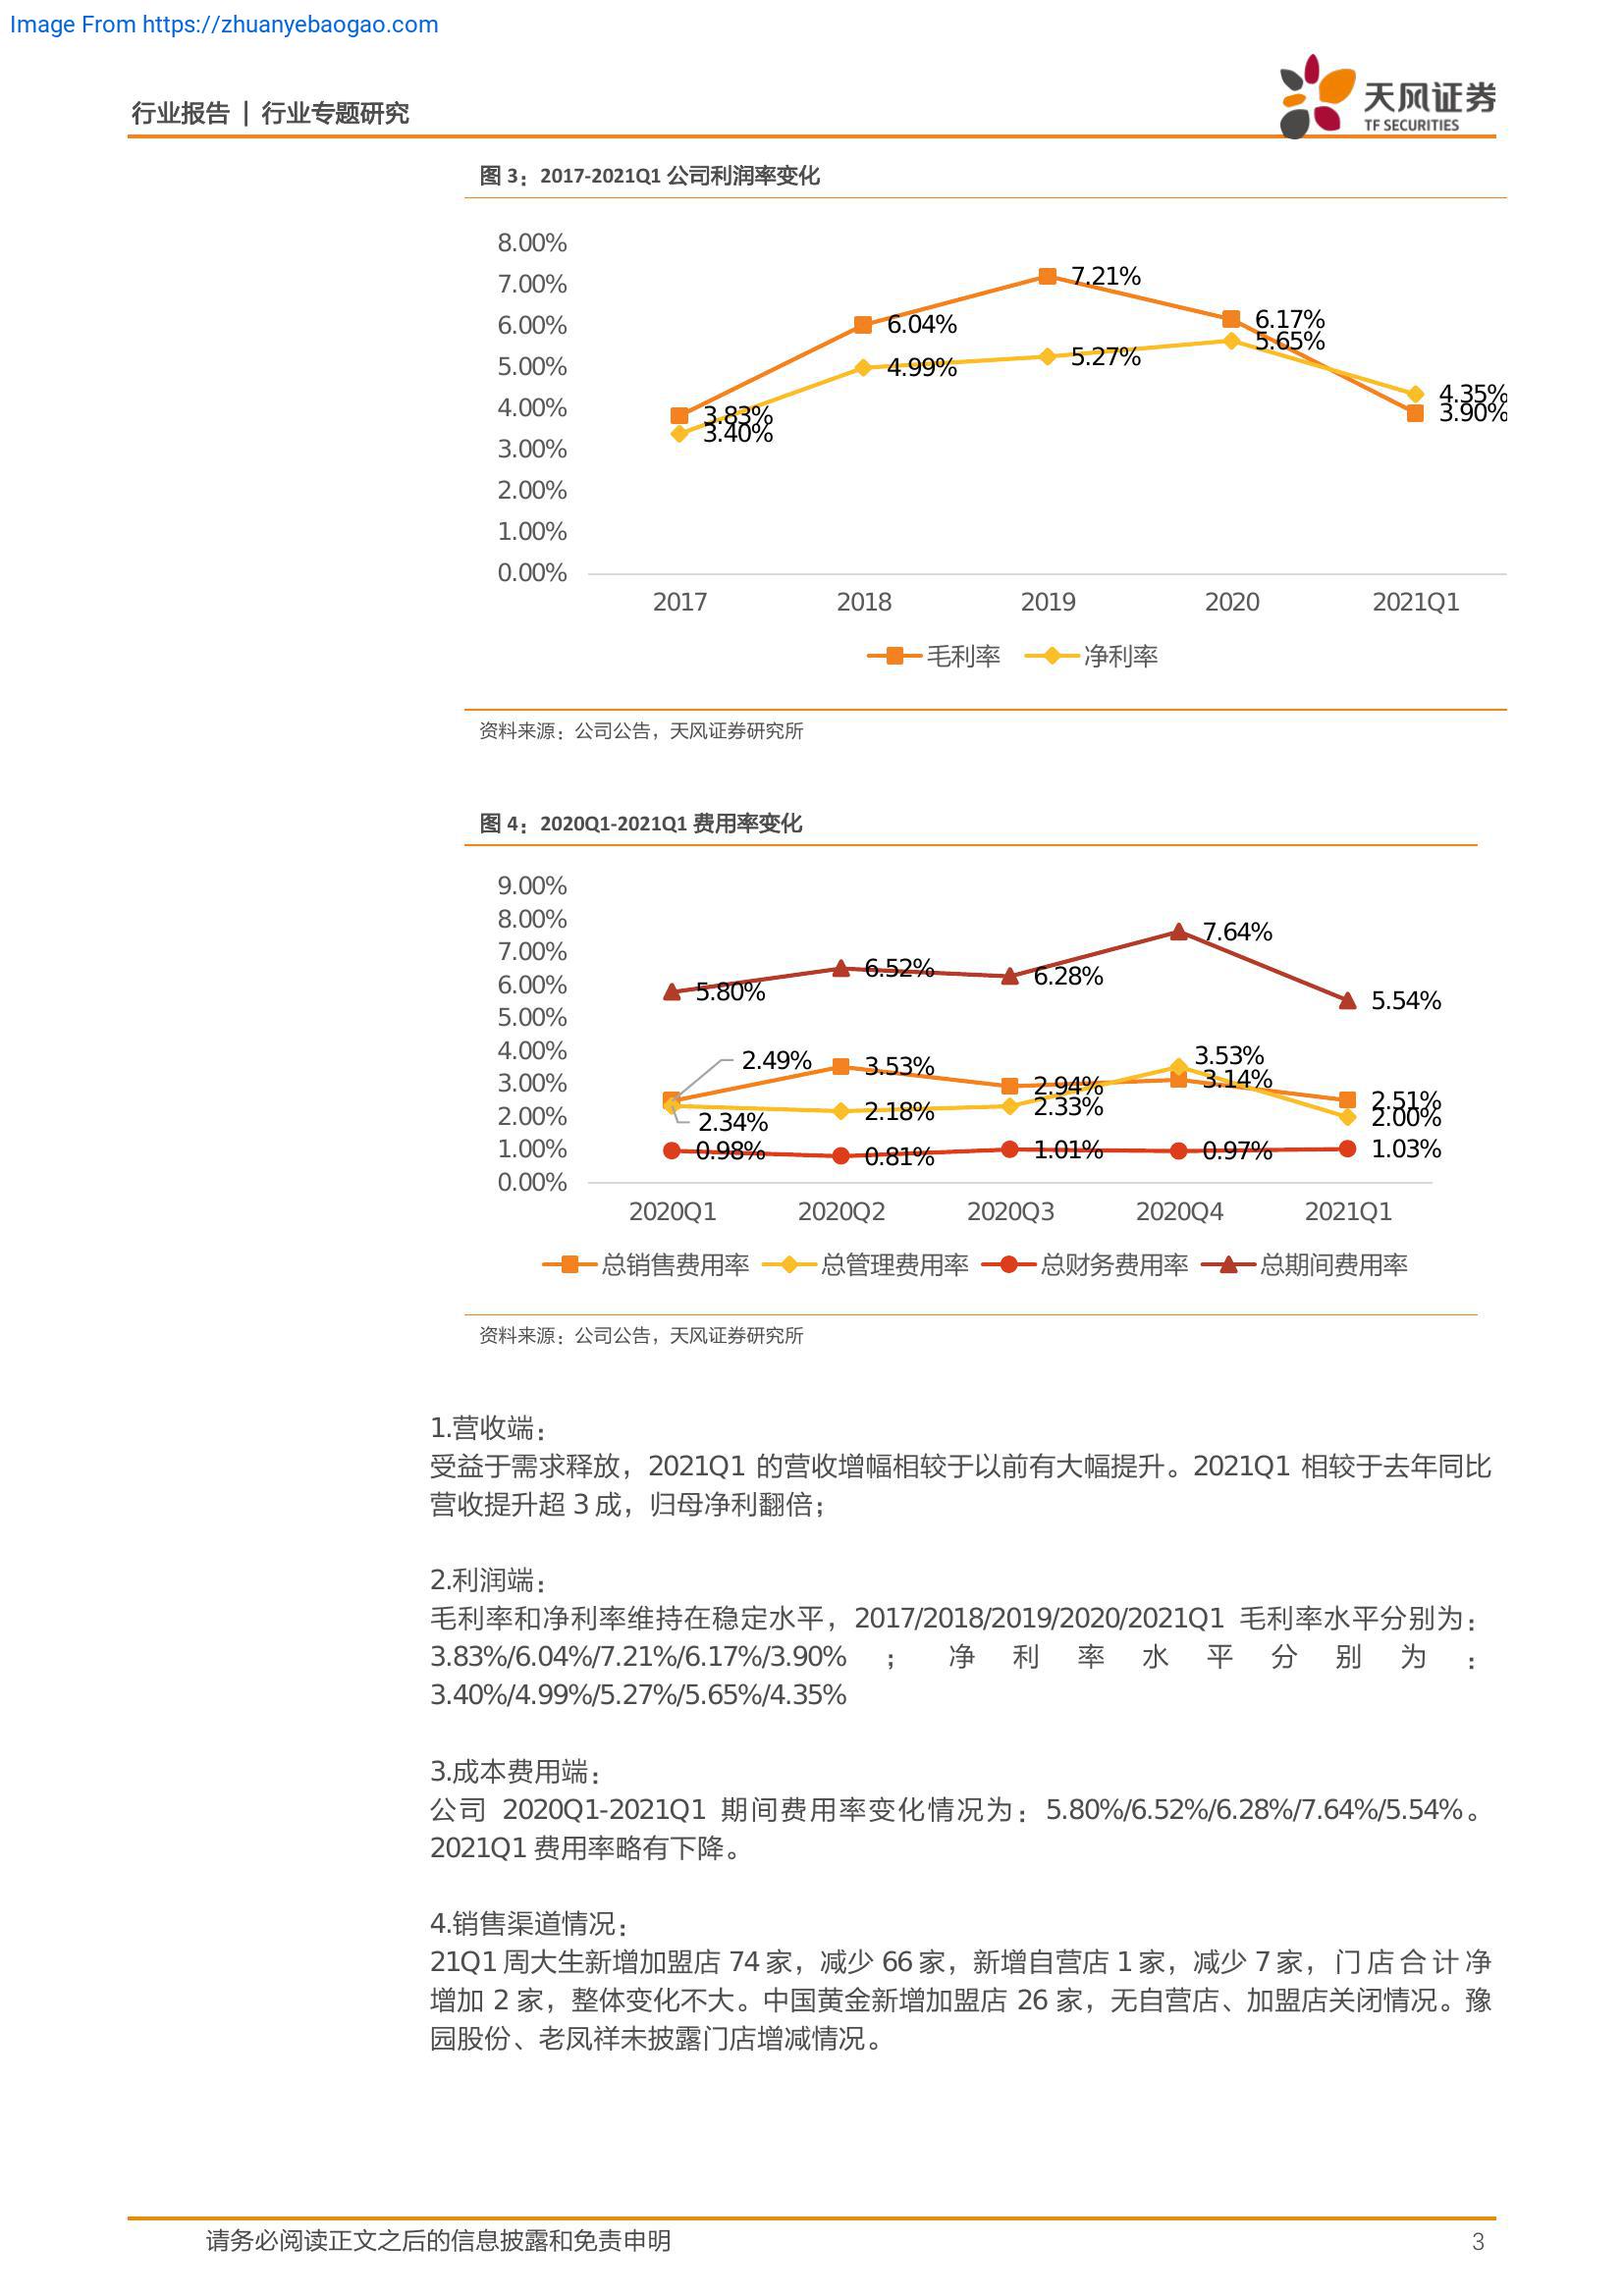 Image From https://zhuanyebaogao.com
行业报告 | 行业专题研究
天风证券
TF SECURITIES
图 3：2017-2021Q1 公司利润率变化
8.00%
7.00%
6.00%
5.00%
4.00%
3.00%
2.00%
1.00%
0.00%
7.21%
6.04%
6.17%
5.65%
4.99%
5.27%
4.35%
3.90%
3.83%
3.40%
2017 2018 2019 2020 2021Q1
毛利率 净利率
资料来源：公司公告，天风证券研究所
图 4：2020Q1-2021Q1 费用率变化
9.00%
8.00%
7.00%
6.00%
5.00%
4.00%
3.00%
2.00%
1.00%
0.00%
5.80% 6.52% 6.28% 7.64% 5.54%
2.49% 3.53% 2.94% 3.14% 2.51%
2.34% 2.18% 2.33% 3.53% 2.00%
0.98% 0.81% 1.01% 0.97% 1.03%
2020Q1 2020Q2 2020Q3 2020Q4 2021Q1
总销售费用率 总管理费用率 总财务费用率 总期间费用率
资料来源：公司公告，天风证券研究所
1.营收端：
受益于需求释放，2021Q1 的营收增幅相较于以前有大幅提升。2021Q1 相较于去年同比
营收提升超 3 成，归母净利翻倍；
2.利润端：
毛利率和净利率维持在稳定水平，2017/2018/2019/2020/2021Q1 毛利率水平分别为：
3.83%/6.04%/7.21%/6.17%/3.90% ； 净 利 率 水 平 分 别 为 ：
3.40%/4.99%/5.27%/5.65%/4.35%
3.成本费用端：
公司 2020Q1-2021Q1 期间费用率变化情况为：5.80%/6.52%/6.28%/7.64%/5.54%。
2021Q1 费用率略有下降。
4.销售渠道情况：
21Q1 周大生新增加盟店 74 家，减少 66 家，新增自营店 1 家，减少 7 家，门店合计净
增加 2 家，整体变化不大。中国黄金新增加盟店 26 家，无自营店、加盟店关闭情况。豫
园股份、老凤祥未披露门店增减情况。
请务必阅读正文之后的信息披露和免责申明 3